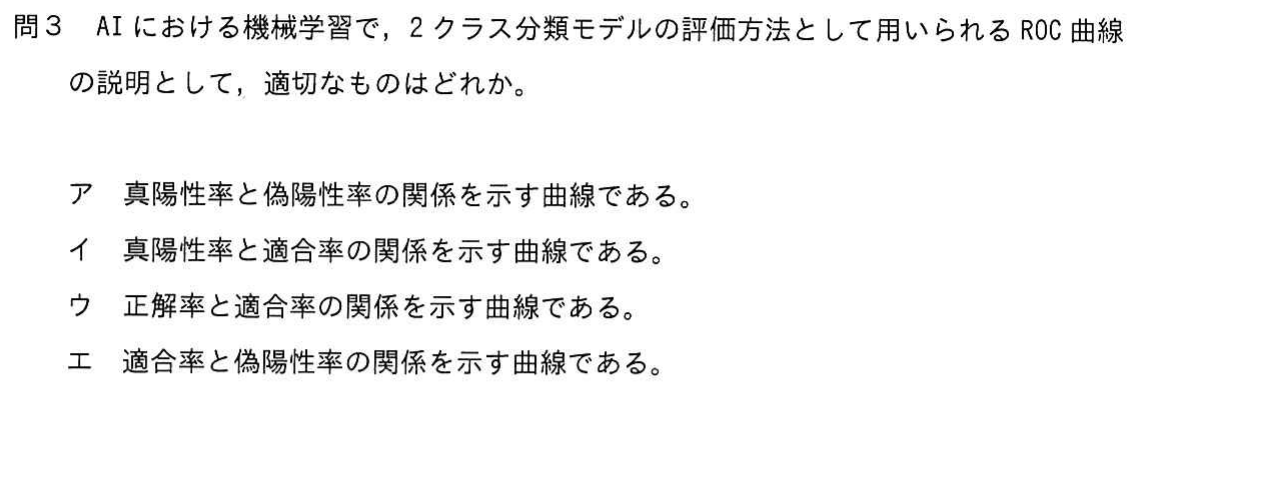 問3　AIにおける機械学習で，2クラス分類モデルの評価方法として用いられるROC曲線
の説明として，適切なものはどれか。
ア　真陽性率と偽陽性率の関係を示す曲線である。
イ　真陽性率と適合率の関係を示す曲線である。
ウ　正解率と適合率の関係を示す曲線である。
エ　適合率と偽陽性率の関係を示す曲線である。